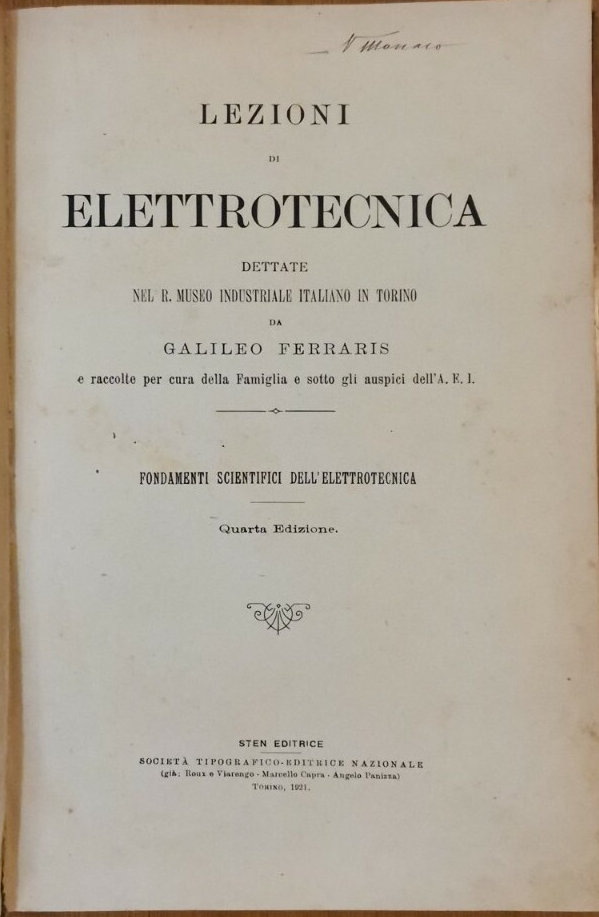 V Monaco
LEZIONI
DI
ELETTROTECNICA
DETTATE
NEL R. MUSEO INDUSTRIALE ITALIANO IN TORINO
DA
GALILEO FERRARIS
e raccolte per cura della Famiglia e sotto gli auspici dell'A. E. I.
FONDAMENTI SCIENTIFICI DELL'ELETTROTECNICA
Quarta Edizione.
STEN EDITRICE
SOCIETÀ TIPOGRAFICO-EDITRICE NAZIONALE
(già: Roux e Viarengo - Marcello Capra - Angelo Panizza)
TORINO, 1921.